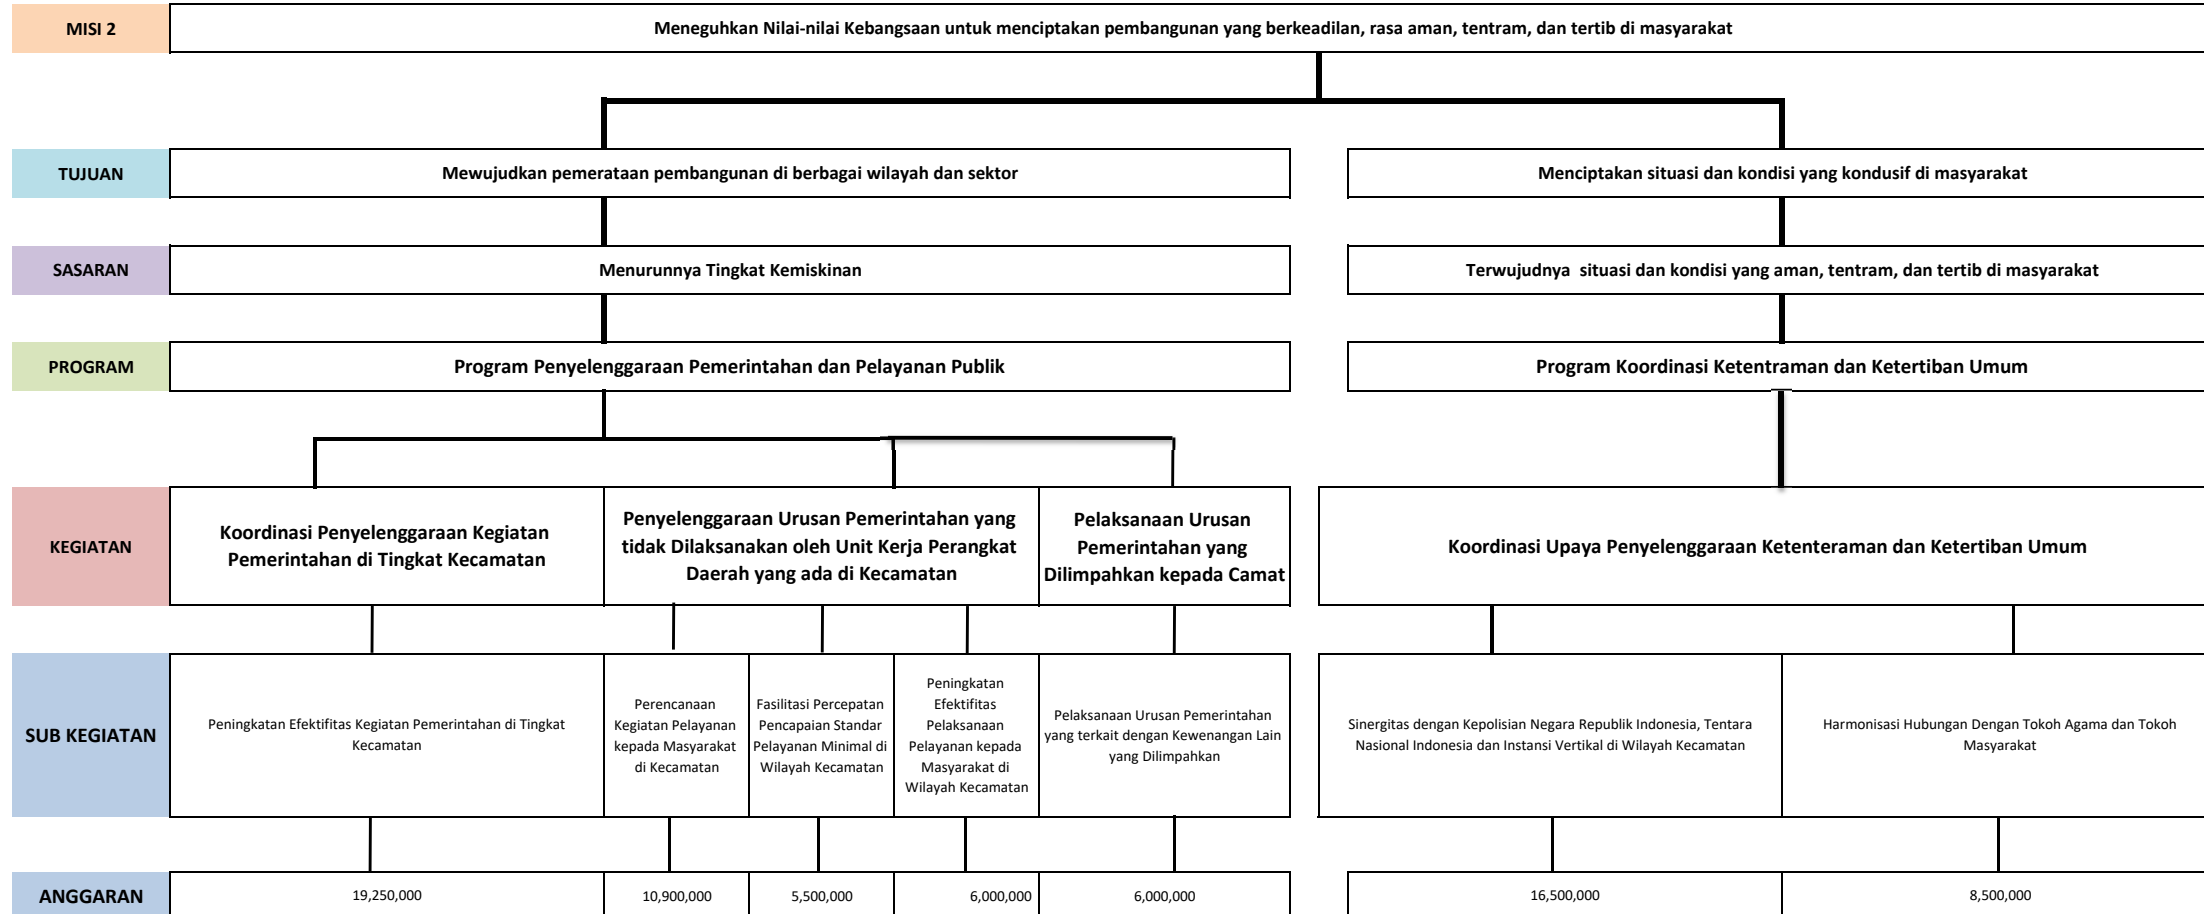 MISI 2
Meneguhkan Nilai-nilai Kebangsaan untuk menciptakan pembangunan yang berkeadilan, rasa aman, tentram, dan tertib di masyarakat
TUJUAN
Mewujudkan pemerataan pembangunan di berbagai wilayah dan sektor
Menciptakan situasi dan kondisi yang kondusif di masyarakat
SASARAN
Menurunnya Tingkat Kemiskinan
Terwujudnya situasi dan kondisi yang aman, tentram, dan tertib di masyarakat
PROGRAM
Program Penyelenggaraan Pemerintahan dan Pelayanan Publik
Program Koordinasi Ketentraman dan Ketertiban Umum
KEGIATAN
Koordinasi Penyelenggaraan Kegiatan
Pemerintahan di Tingkat Kecamatan
Penyelenggaraan Urusan Pemerintahan yang
tidak Dilaksanakan oleh Unit Kerja Perangkat
Daerah yang ada di Kecamatan
Pelaksanaan Urusan
Pemerintahan yang
Dilimpahkan kepada Camat
Koordinasi Upaya Penyelenggaraan Ketenteraman dan Ketertiban Umum
SUB KEGIATAN
Peningkatan Efektifitas Kegiatan Pemerintahan di Tingkat
Kecamatan
Perencanaan
Kegiatan Pelayanan
kepada Masyarakat
di Kecamatan
Fasilitasi Percepatan
Pencapaian Standar
Pelayanan Minimal di
Wilayah Kecamatan
Peningkatan
Efektifitas
Pelaksanaan
Pelayanan kepada
Masyarakat di
Wilayah Kecamatan
Pelaksanaan Urusan Pemerintahan
yang terkait dengan Kewenangan Lain
yang Dilimpahkan
Sinergitas dengan Kepolisian Negara Republik Indonesia, Tentara
Nasional Indonesia dan Instansi Vertikal di Wilayah Kecamatan
Harmonisasi Hubungan Dengan Tokoh Agama dan Tokoh
Masyarakat
ANGGARAN
19,250,000
10,900,000
5,500,000
6,000,000
6,000,000
16,500,000
8,500,000